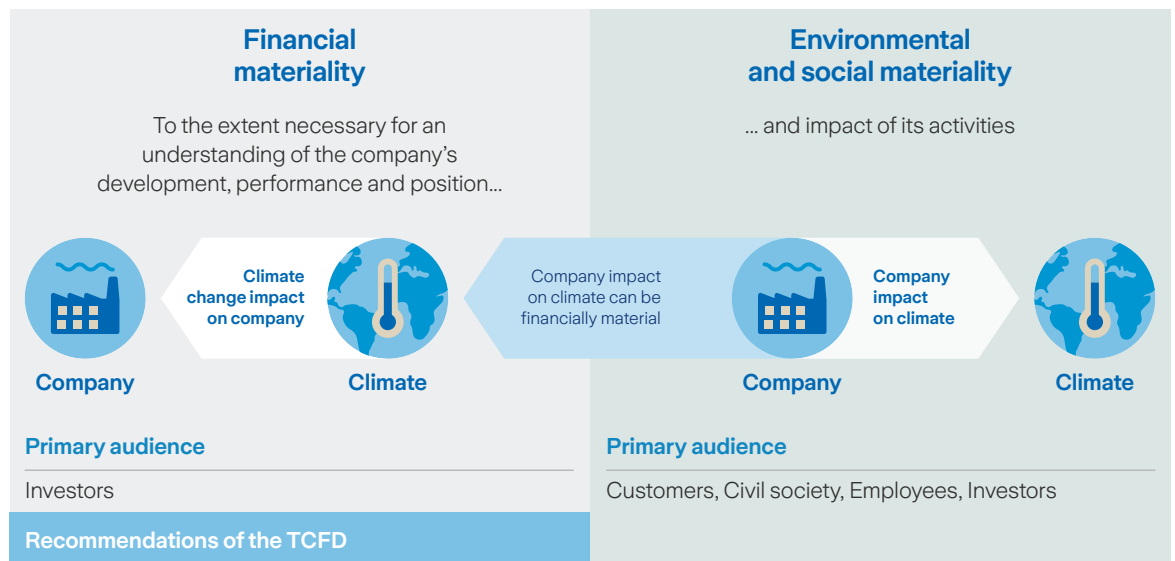 Financial
materiality
To the extent necessary for an
understanding of the company's
development, performance and position...
Climate
change impact
on company
Company
Climate
Primary audience
Investors
Recommendations of the TCFD
Environmental
and social materiality
... and impact of its activities
Company impact
on climate can be
financially material
Company
impact
on climate
Company
Climate
Primary audience
Customers, Civil society, Employees, Investors